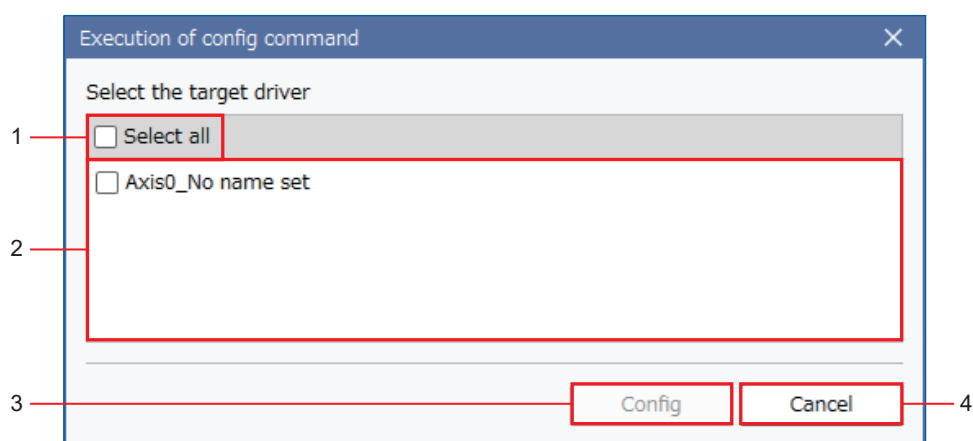 Execution of config command
Select the target driver
1 Select all
Axis0_No name set
2
3 Config Cancel 4